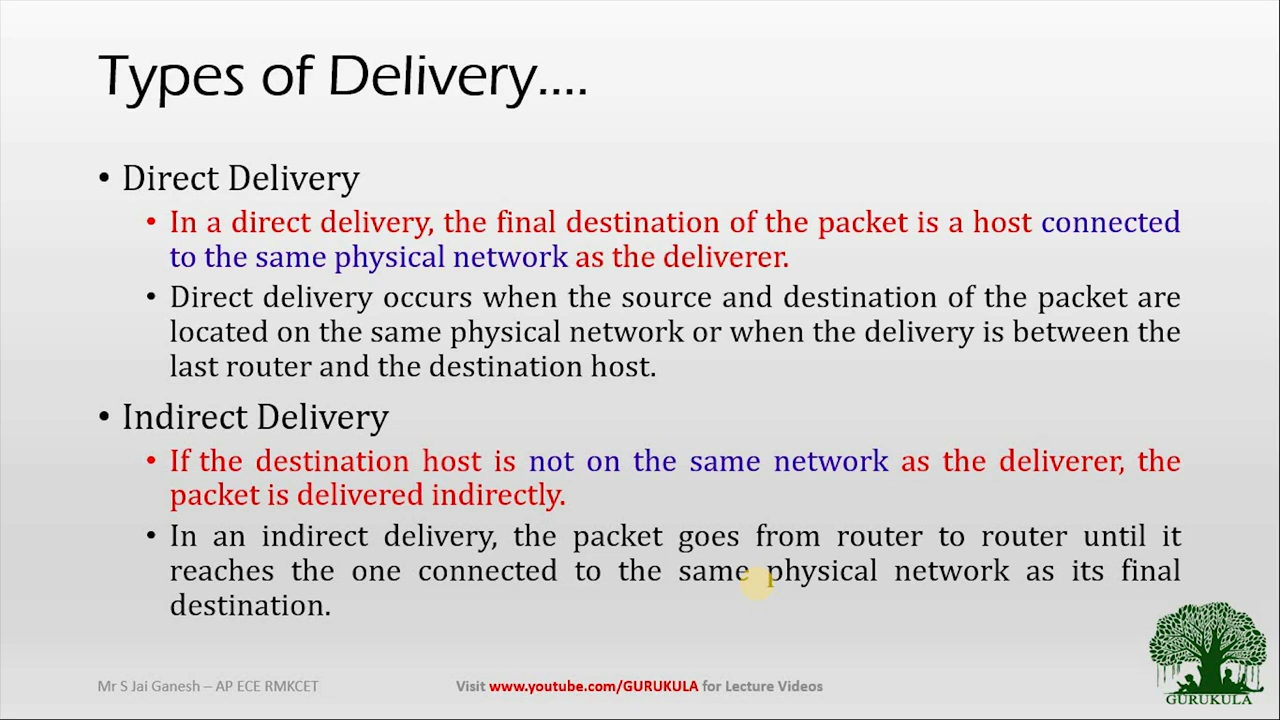 Types of Delivery....
• Direct Delivery
• In a direct delivery, the final destination of the packet is a host connected
to the same physical network as the deliverer.
• Direct delivery occurs when the source and destination of the packet are
located on the same physical network or when the delivery is between the
last router and the destination host.
• Indirect Delivery
• If the destination host is not on the same network as the deliverer, the
packet is delivered indirectly.
• In an indirect delivery, the packet goes from router to router until it
reaches the one connected to the same physical network as its final
destination.
Mr S Jai Ganesh – AP ECE RMKCET
Visit www.youtube.com/GURUKULA for Lecture Videos
GURUKULA